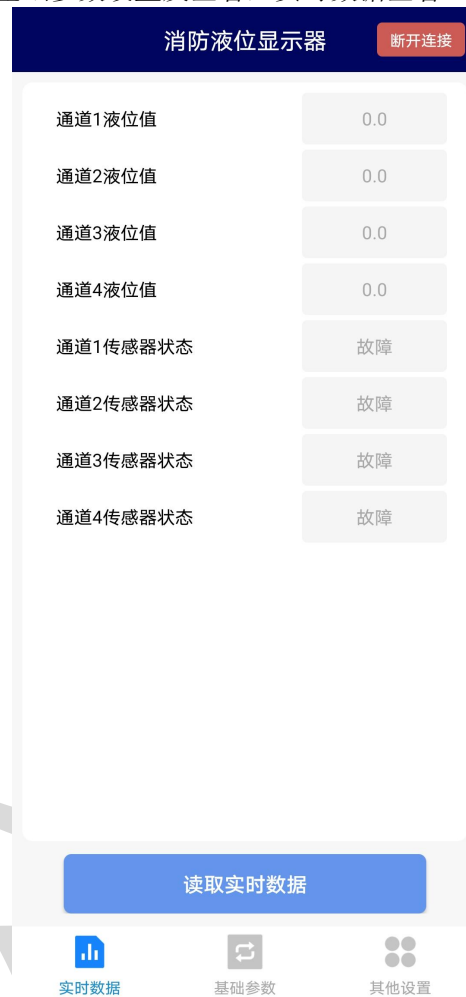 消防液位显示器 断开连接
通道1液位值 0.0
通道2液位值 0.0
通道3液位值 0.0
通道4液位值 0.0
通道1传感器状态 故障
通道2传感器状态 故障
通道3传感器状态 故障
通道4传感器状态 故障
读取实时数据
实时数据 基础参数 其他设置